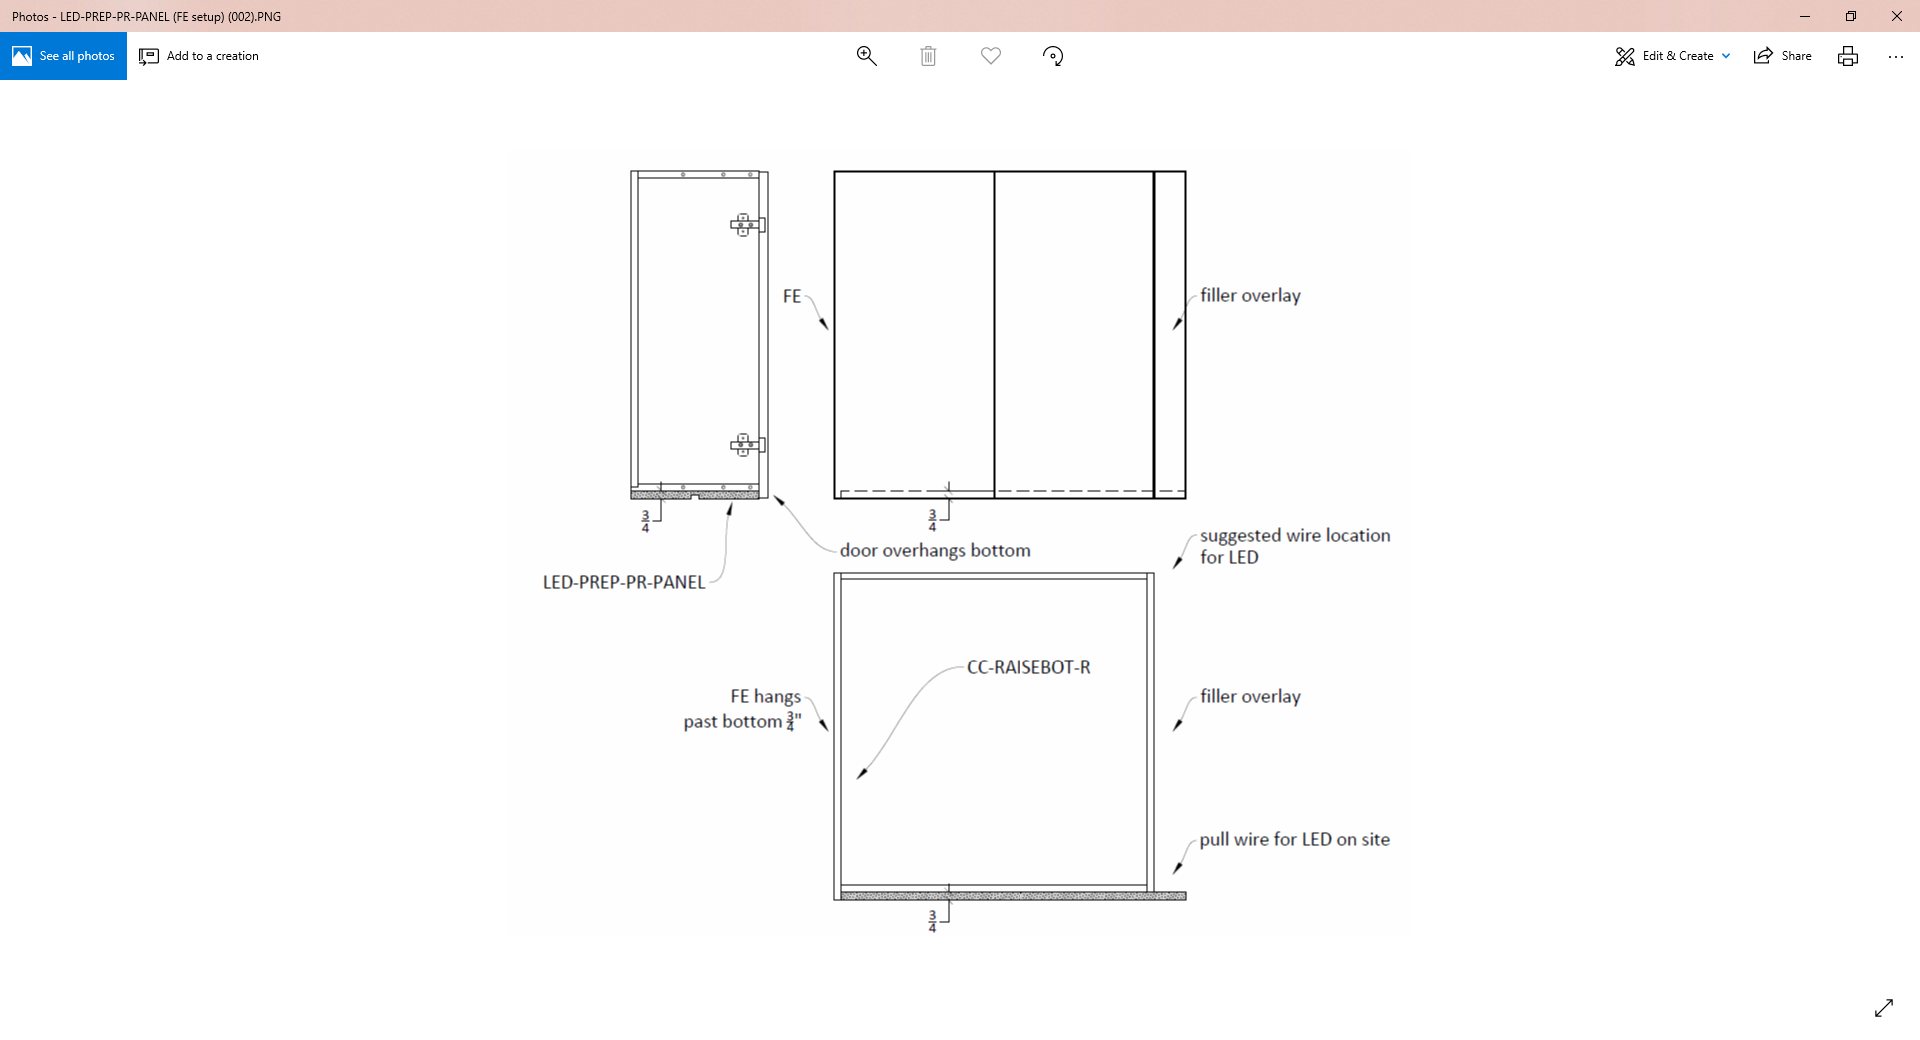 Photos - LED-PREP-PR-PANEL (FE setup) (002).PNG
See all photos
Add to a creation
Edit & Create
Share
FE
filler overlay
3/4
3/4
door overhangs bottom
suggested wire location
for LED
LED-PREP-PR-PANEL
CC-RAISEBOT-R
FE hangs
past bottom 3/4"
filler overlay
pull wire for LED on site
3/4